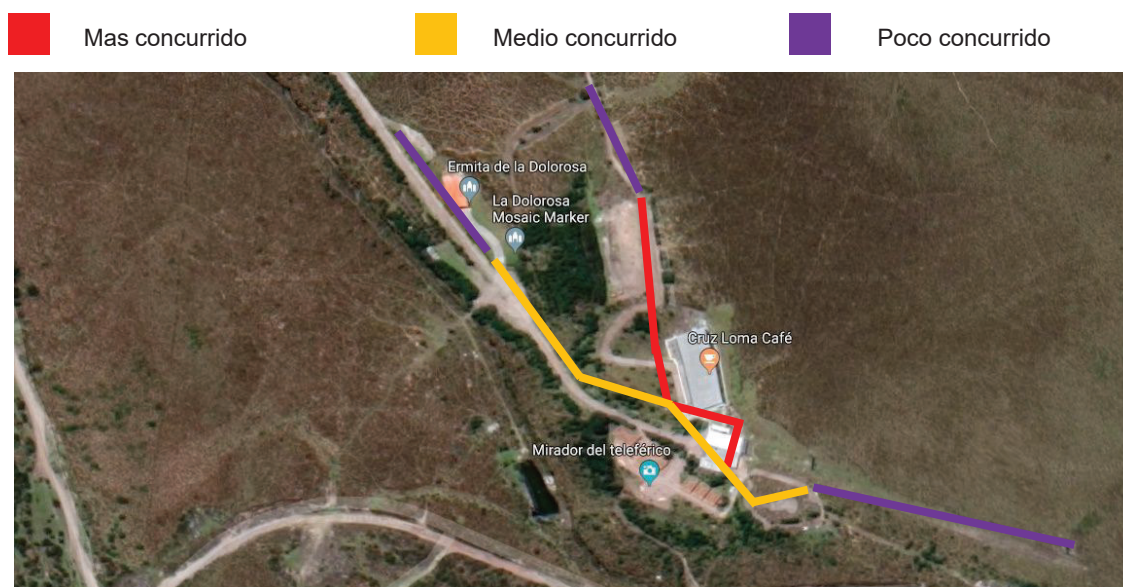 Mas concurrido
Medio concurrido
Poco concurrido
Ermita de la Dolorosa
La Dolorosa
Mosaic Marker
Cruz Loma Café
Mirador del teleférico